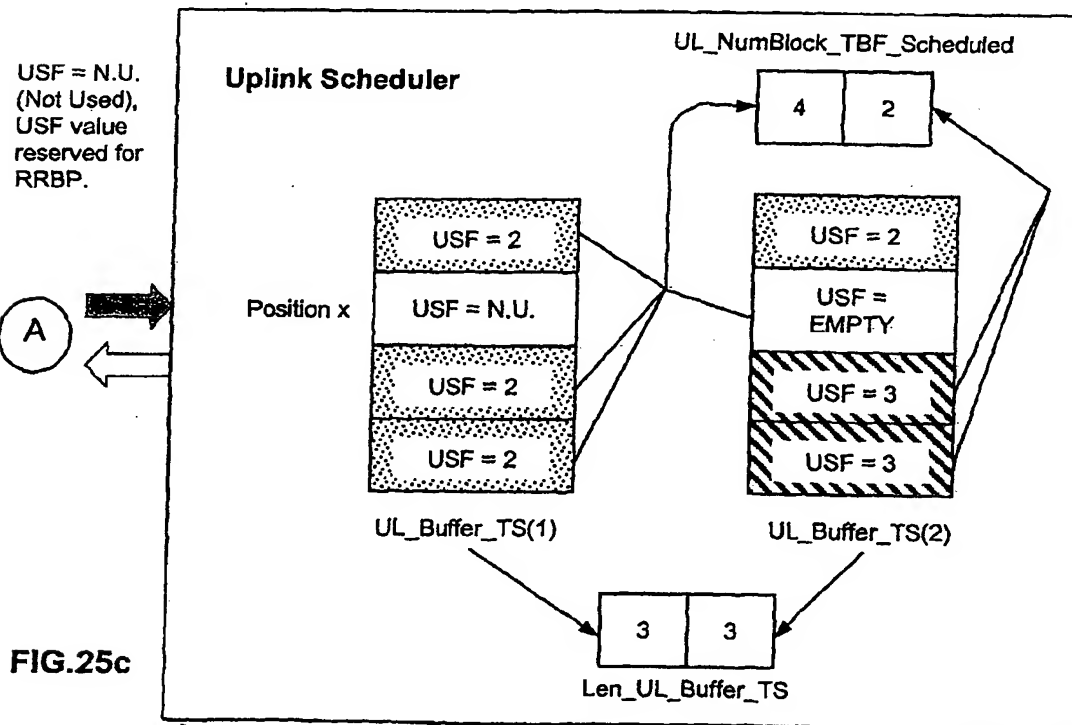 UL_NumBlock_TBF_Scheduled
USF = N.U.
(Not Used),
USF value
reserved for
RRBP.
Uplink Scheduler
4 2
USF = 2
USF = 2
Position x
USF = N.U.
USF =
EMPTY
A
USF = 2
USF = 3
USF = 2
USF = 3
UL_Buffer_TS(1)
UL_Buffer_TS(2)
3 3
FIG.25c
Len_UL_Buffer_TS